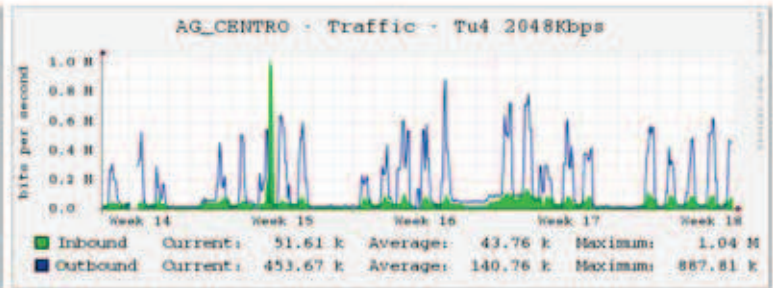 AG_CENTRO - Traffic - Tu4 2048Kbps
bits per second
1.0 M
0.8 M
0.6 M
0.4 M
0.2 M
0.0
Week 14 Week 15 Week 16 Week 17 Week 18
Inbound Current: 51.61 k Average: 43.76 k Maximum: 1.04 M
Outbound Current: 453.67 k Average: 140.76 k Maximum: 887.81 k